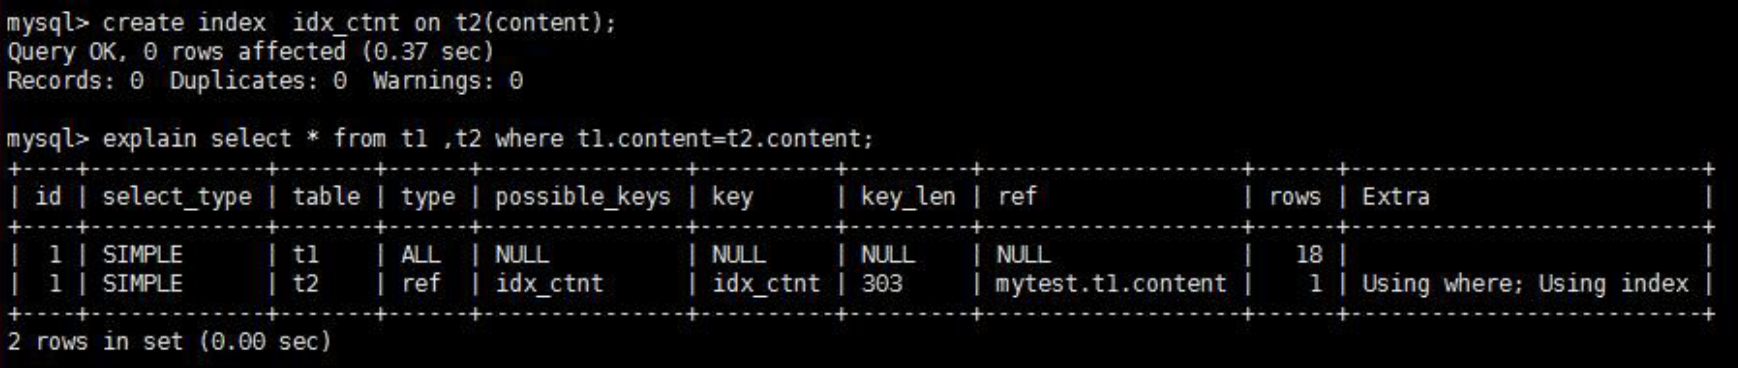 mysql> create index  idx_ctnt on t2(content);
Query OK, 0 rows affected (0.37 sec)
Records: 0  Duplicates: 0  Warnings: 0

mysql> explain select * from t1 ,t2 where t1.content=t2.content;
+----+-------------+-------+------+---------------+----------+---------+-------------------+------+--------------------------+
| id | select_type | table | type | possible_keys | key      | key_len | ref               | rows | Extra                    |
+----+-------------+-------+------+---------------+----------+---------+-------------------+------+--------------------------+
|  1 | SIMPLE      | t1    | ALL  | NULL          | NULL     | NULL    | NULL              |   18 |                          |
|  1 | SIMPLE      | t2    | ref  | idx_ctnt      | idx_ctnt | 303     | mytest.t1.content |    1 | Using where; Using index |
+----+-------------+-------+------+---------------+----------+---------+-------------------+------+--------------------------+
2 rows in set (0.00 sec)